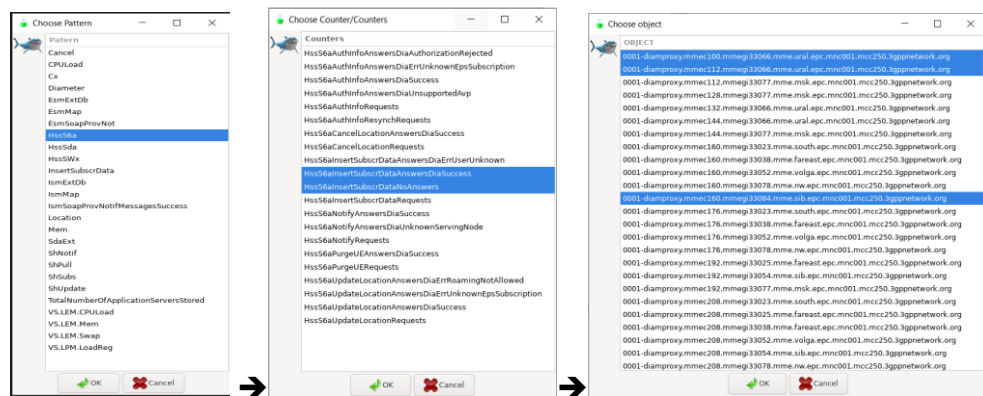 Choose Pattern
Patern
Cancel
CPULoad
Cx
Diameter
EsmExtDb
EsmMap
EsmSoapProvNot
HssS6a
HssSda
HssSWx
InsertSubscrData
IsmExtDb
IsmMap
IsmSoapProvNotifMessagesSuccess
Location
Mem
SdaExt
ShNotif
ShPull
ShSubs
ShUpdate
TotalNumberOfApplicationServersStored
VS.LEM.CPULoad
VS.LEM.Mem
VS.LEM.Swap
VS.LPM.LoadReg
OK
Cancel
Choose Counter/Counters
Counters
HssS6aAuthInfoAnswersDiaAuthorizationRejected
HssS6aAuthInfoAnswersDiaErrUnknownEpsSubscription
HssS6aAuthInfoAnswersDiaSuccess
HssS6aAuthInfoAnswersDiaUnsupportedAvp
HssS6aAuthInfoRequests
HssS6aAuthInfoResynchRequests
HssS6aCancelLocationAnswersDiaSuccess
HssS6aCancelLocationRequests
HssS6aInsertSubscrDataAnswersDiaErrUserUnknown
HssS6aInsertSubscrDataAnswersDiaSuccess
HssS6aInsertSubscrDataNoAnswers
HssS6aInsertSubscrDataRequests
HssS6aNotifyAnswersDiaSuccess
HssS6aNotifyAnswersDiaUnknownServingNode
HssS6aNotifyRequests
HssS6aPurgeUEAnswersDiaSuccess
HssS6aPurgeUERequests
HssS6aUpdateLocationAnswersDiaErrRoamingNotAllowed
HssS6aUpdateLocationAnswersDiaErrUnknownEpsSubscription
HssS6aUpdateLocationAnswersDiaSuccess
HssS6aUpdateLocationRequests
OK
Cancel
Choose object
OBJECT
0001-diamproxy.mmec100.mmegi33066.mme.ural.epc.mnc001.mcc250.3gppnetwork.org
0001-diamproxy.mmec112.mmegi33066.mme.ural.epc.mnc001.mcc250.3gppnetwork.org
0001-diamproxy.mmec112.mmegi33077.mme.msk.epc.mnc001.mcc250.3gppnetwork.org
0001-diamproxy.mmec128.mmegi33077.mme.msk.epc.mnc001.mcc250.3gppnetwork.org
0001-diamproxy.mmec132.mmegi33066.mme.ural.epc.mnc001.mcc250.3gppnetwork.org
0001-diamproxy.mmec144.mmegi33066.mme.ural.epc.mnc001.mcc250.3gppnetwork.org
0001-diamproxy.mmec144.mmegi33077.mme.msk.epc.mnc001.mcc250.3gppnetwork.org
0001-diamproxy.mmec160.mmegi33023.mme.south.epc.mnc001.mcc250.3gppnetwork.org
0001-diamproxy.mmec160.mmegi33038.mme.fareast.epc.mnc001.mcc250.3gppnetwork.org
0001-diamproxy.mmec160.mmegi33052.mme.volga.epc.mnc001.mcc250.3gppnetwork.org
0001-diamproxy.mmec160.mmegi33078.mme.nw.epc.mnc001.mcc250.3gppnetwork.org
0001-diamproxy.mmec160.mmegi33084.mme.sib.epc.mnc001.mcc250.3gppnetwork.org
0001-diamproxy.mmec176.mmegi33023.mme.south.epc.mnc001.mcc250.3gppnetwork.org
0001-diamproxy.mmec176.mmegi33038.mme.fareast.epc.mnc001.mcc250.3gppnetwork.org
0001-diamproxy.mmec176.mmegi33052.mme.volga.epc.mnc001.mcc250.3gppnetwork.org
0001-diamproxy.mmec176.mmegi33078.mme.nw.epc.mnc001.mcc250.3gppnetwork.org
0001-diamproxy.mmec192.mmegi33025.mme.fareast.epc.mnc001.mcc250.3gppnetwork.org
0001-diamproxy.mmec192.mmegi33054.mme.sib.epc.mnc001.mcc250.3gppnetwork.org
0001-diamproxy.mmec192.mmegi33077.mme.msk.epc.mnc001.mcc250.3gppnetwork.org
0001-diamproxy.mmec208.mmegi33023.mme.south.epc.mnc001.mcc250.3gppnetwork.org
0001-diamproxy.mmec208.mmegi33025.mme.fareast.epc.mnc001.mcc250.3gppnetwork.org
0001-diamproxy.mmec208.mmegi33038.mme.fareast.epc.mnc001.mcc250.3gppnetwork.org
0001-diamproxy.mmec208.mmegi33052.mme.volga.epc.mnc001.mcc250.3gppnetwork.org
0001-diamproxy.mmec208.mmegi33054.mme.sib.epc.mnc001.mcc250.3gppnetwork.org
0001-diamproxy.mmec208.mmegi33078.mme.nw.epc.mnc001.mcc250.3gppnetwork.org
OK
Cancel